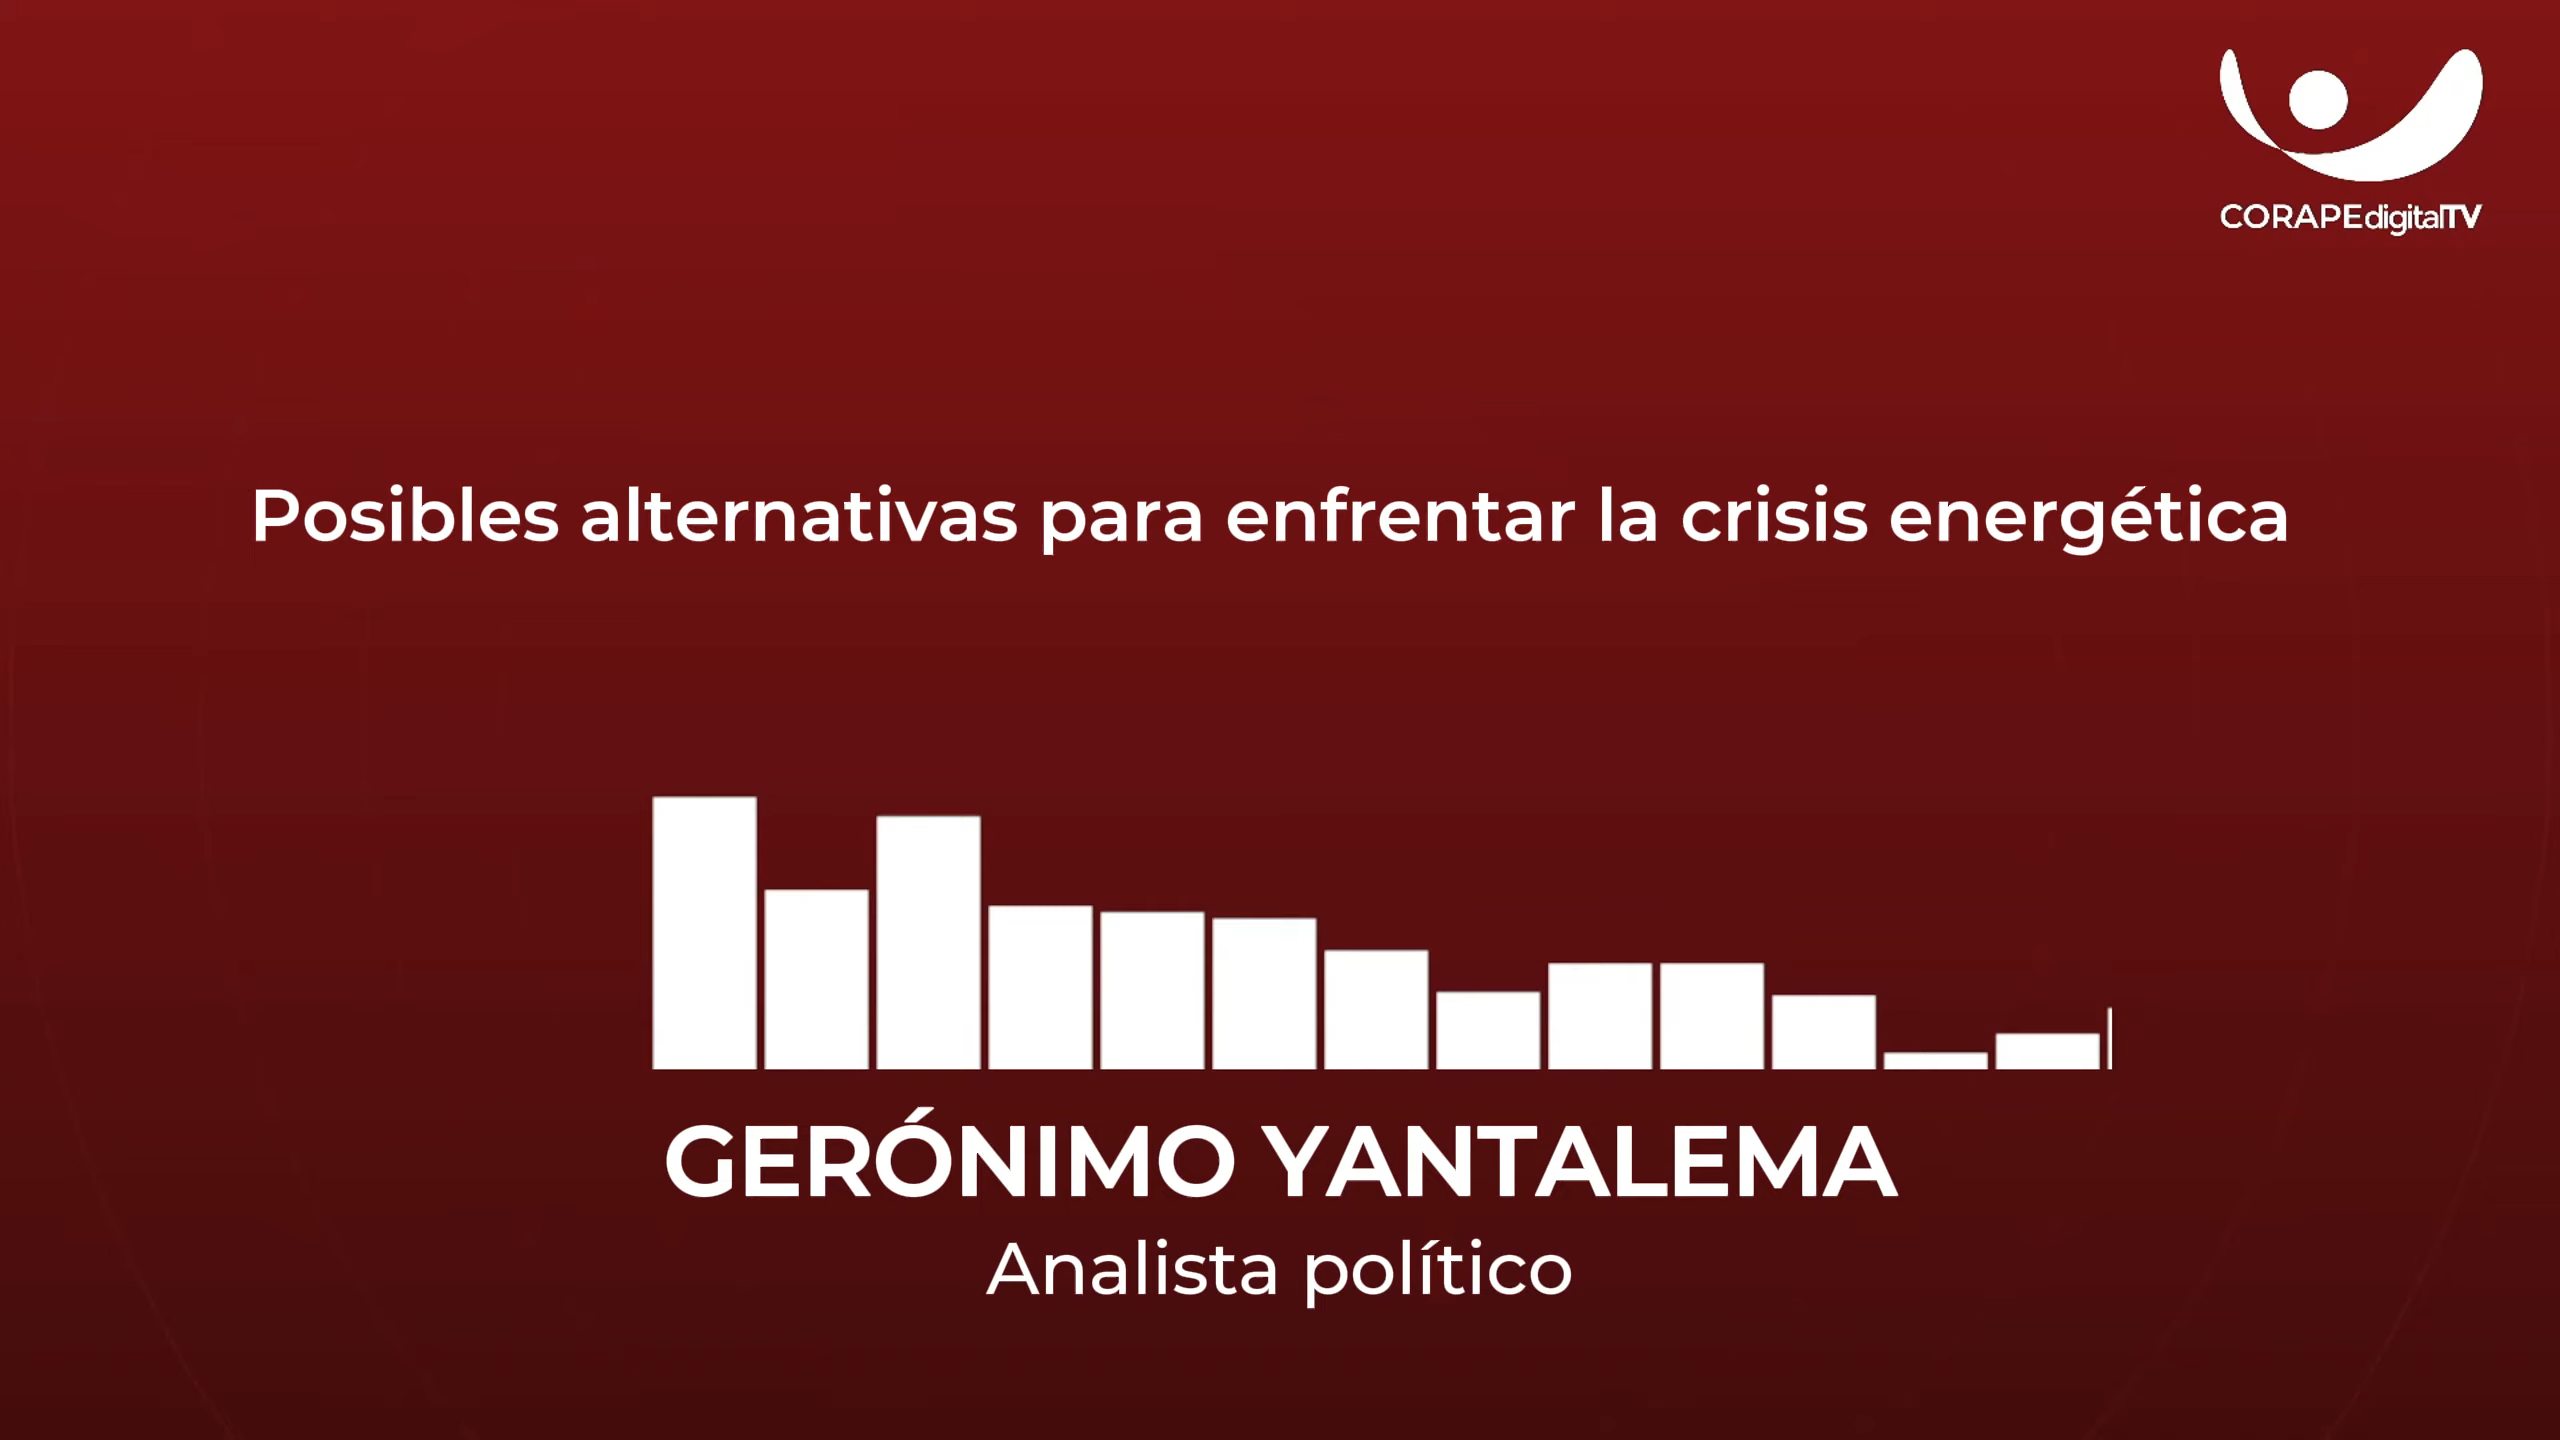 CORAPEdigitalTV
Posibles alternativas para enfrentar la crisis energética
GERÓNIMO YANTALEMA
Analista político